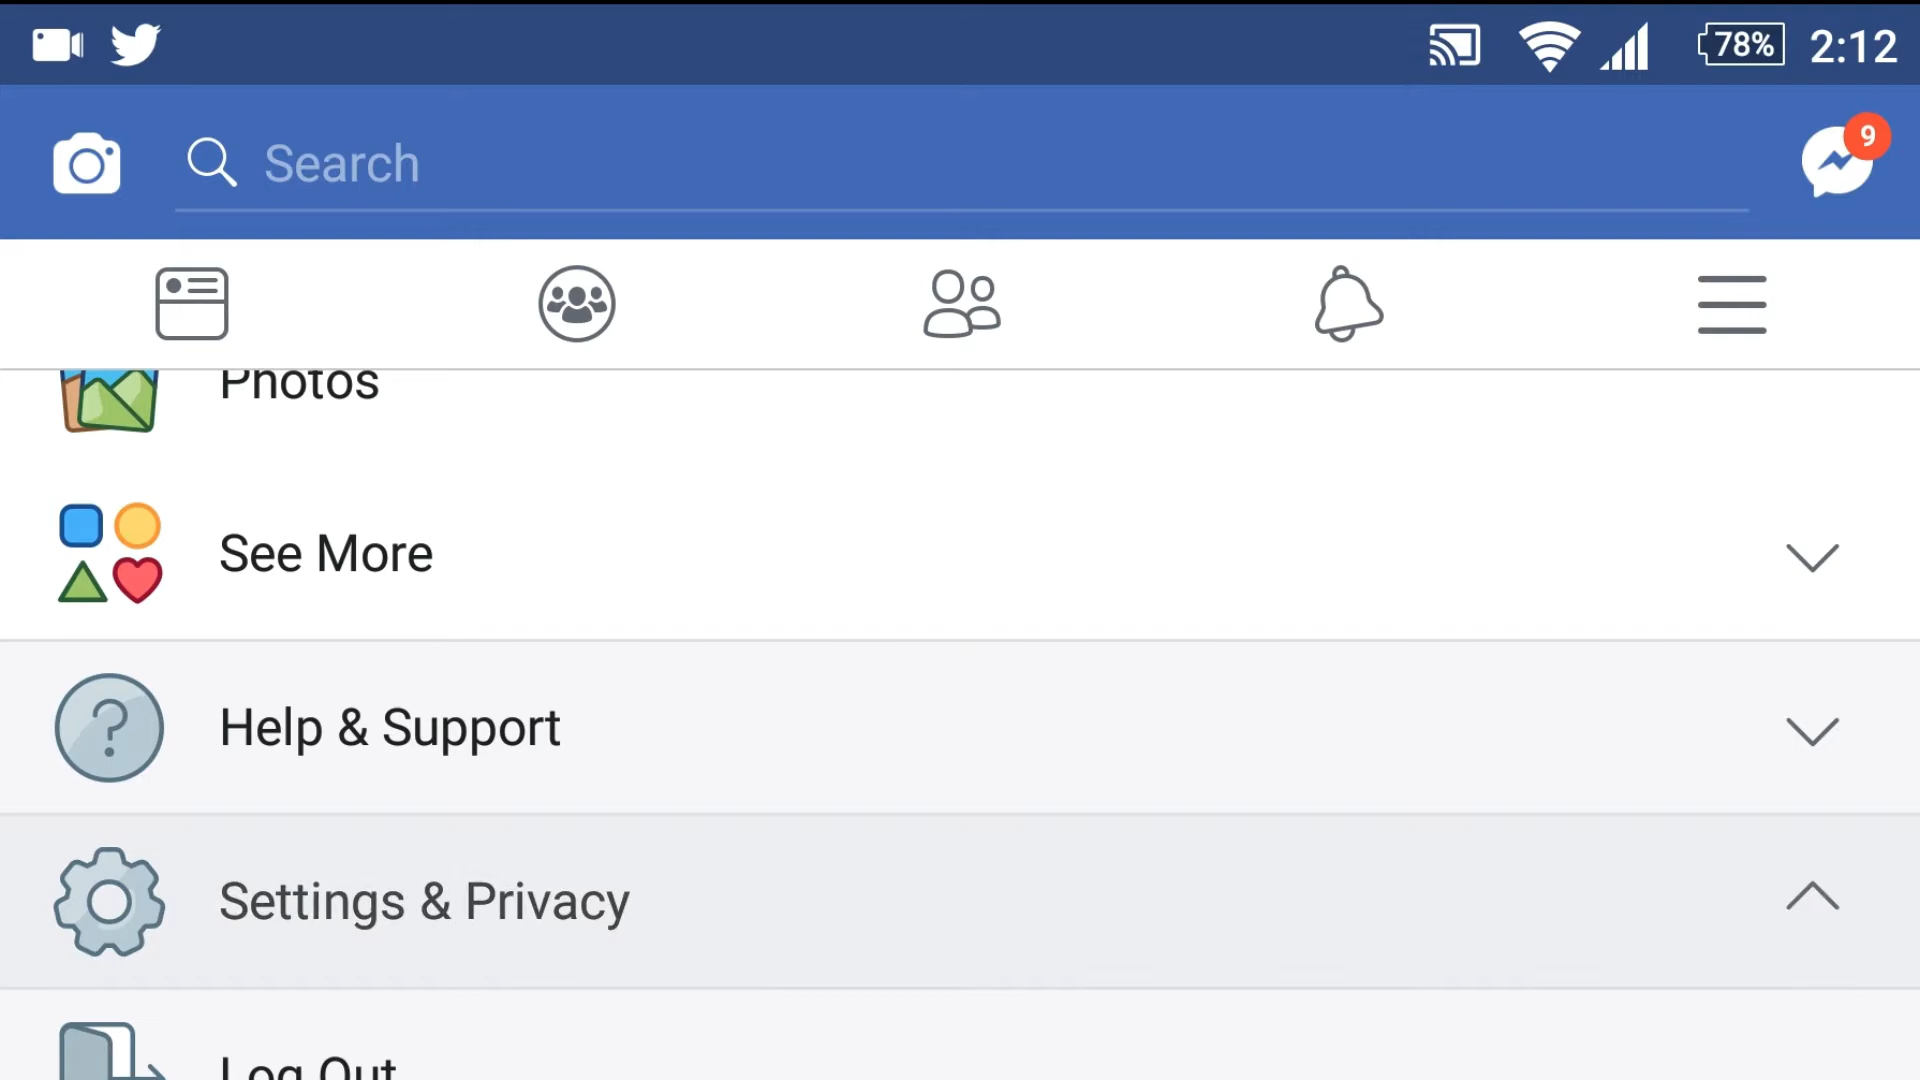 78% 2:12
Search 9
Photos
See More
Help & Support
Settings & Privacy
Log Out